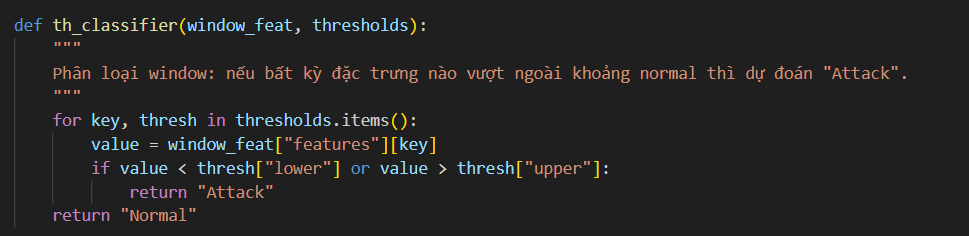 def th_classifier(window_feat, thresholds):
    """
    Phân loại window: nếu bất kỳ đặc trưng nào vượt ngoài khoảng normal thì dự đoán "Attack".
    """
    for key, thresh in thresholds.items():
        value = window_feat["features"][key]
        if value < thresh["lower"] or value > thresh["upper"]:
            return "Attack"
    return "Normal"